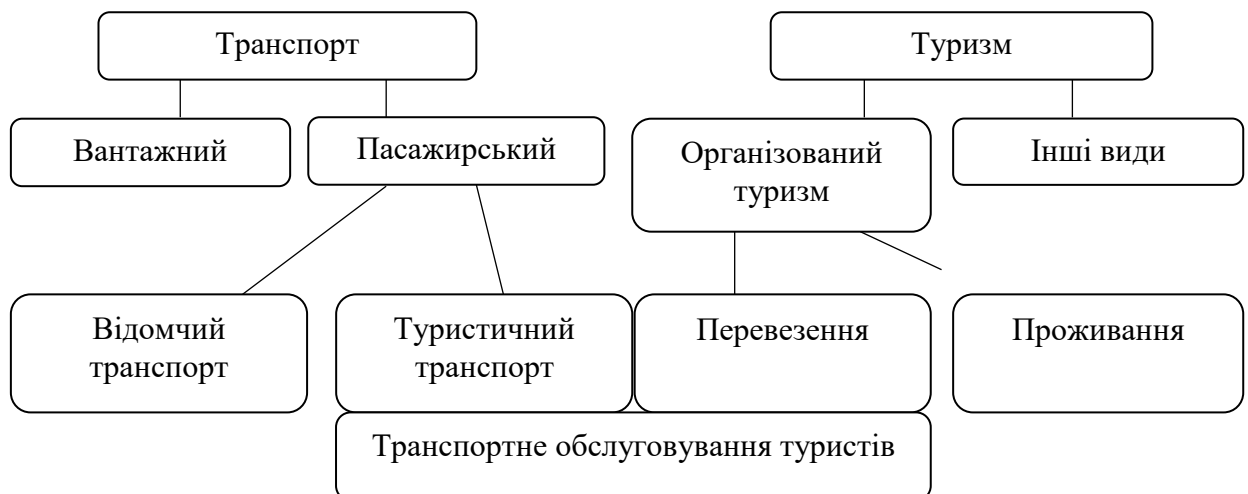 Транспорт
Туризм
Вантажний
Пасажирський
Організований
туризм
Інші види
Відомчий
транспорт
Туристичний
транспорт
Перевезення
Проживання
Транспортне обслуговування туристів